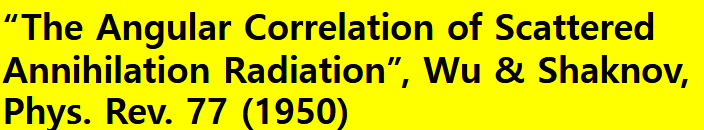 “The Angular Correlation of Scattered
Annihilation Radiation”, Wu & Shaknov,
Phys. Rev. 77 (1950)